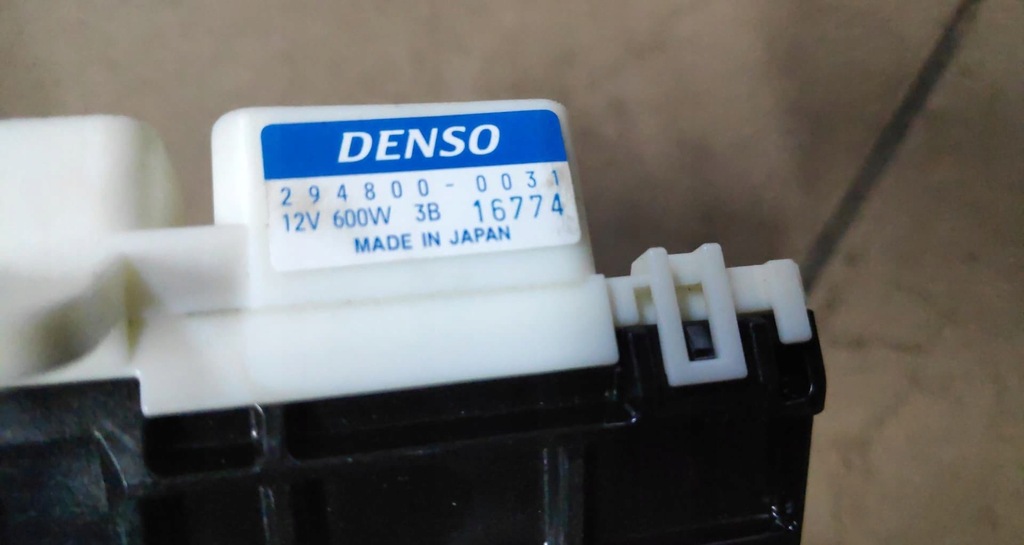 DENSO
294800-0031
12V 600W 3B 16774
MADE IN JAPAN